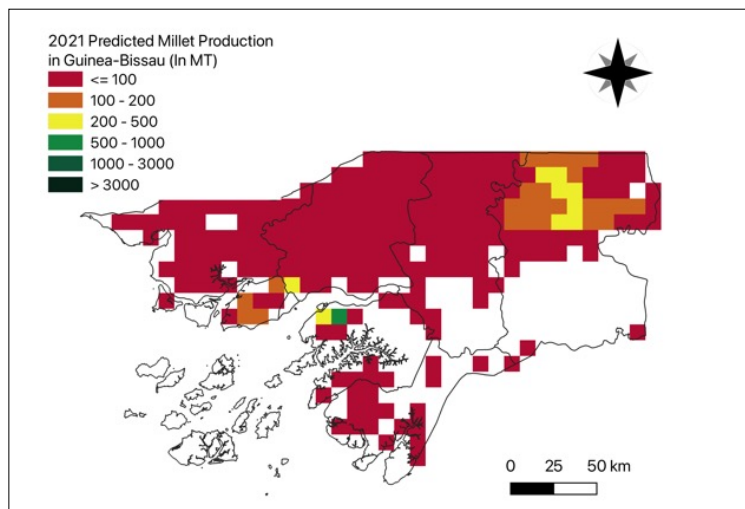 2021 Predicted Millet Production
in Guinea-Bissau (In MT)
<= 100
100 - 200
200 - 500
500 - 1000
1000 - 3000
> 3000
0 25 50 km